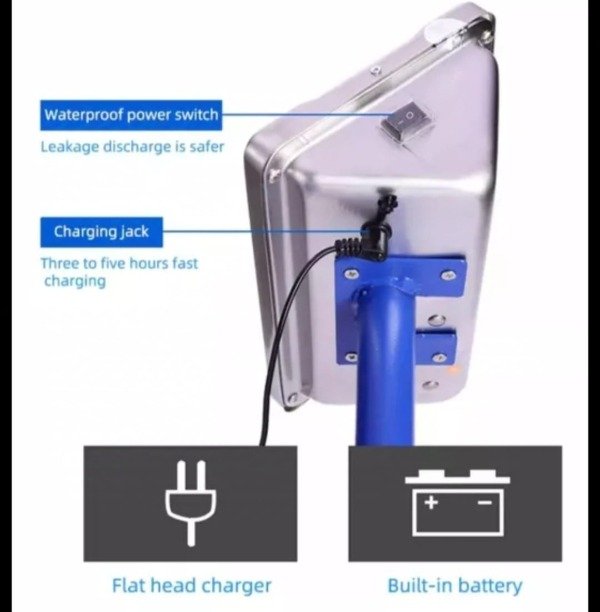 Waterproof power switch
Leakage discharge is safer
Charging jack
Three to five hours fast
charging
Flat head charger
Built-in battery